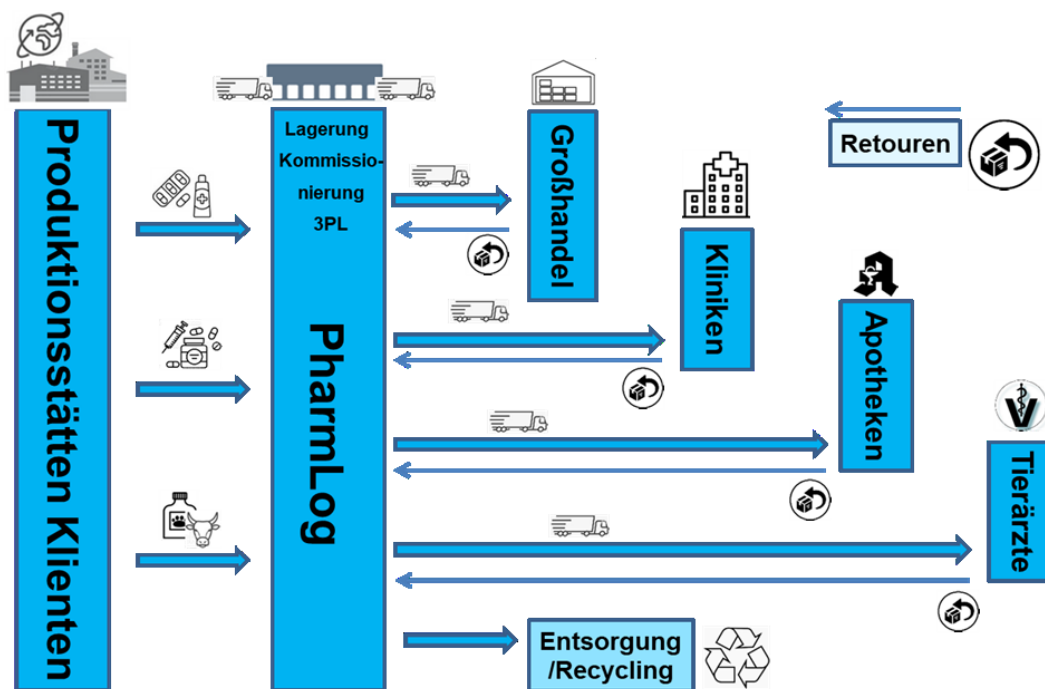 Produktionsstätten Klienten
Lagerung
Kommissio-
nierung
3PL
PharmLog
Großhandel
Kliniken
Apotheken
Tierärzte
Retouren
Entsorgung
/Recycling